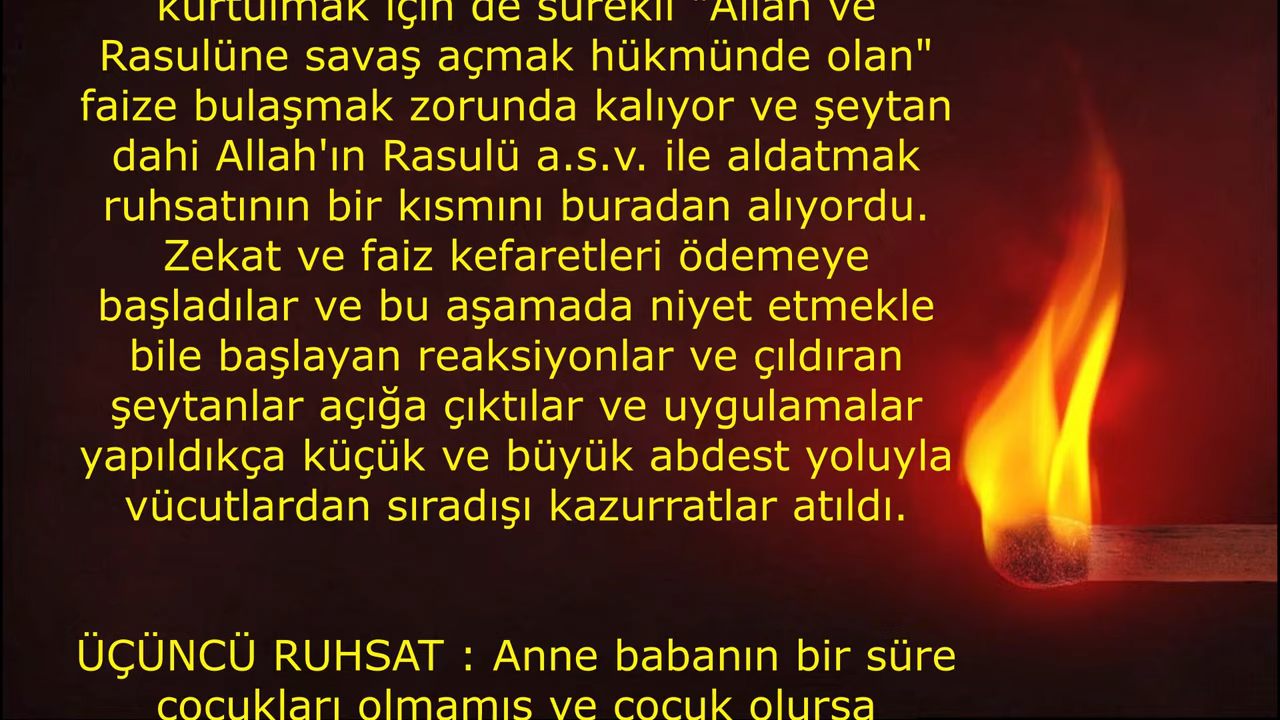 kurtulmak için de sürekli "Allah ve
Rasulüne savaş açmak hükmünde olan"
faize bulaşmak zorunda kalıyor ve şeytan
dahi Allah'ın Rasulü a.s.v. ile aldatmak
ruhsatının bir kısmını buradan alıyordu.
Zekat ve faiz kefaretleri ödemeye
başladılar ve bu aşamada niyet etmekle
bile başlayan reaksiyonlar ve çıldıran
şeytanlar açığa çıktılar ve uygulamalar
yapıldıkça küçük ve büyük abdest yoluyla
vücutlardan sıradışı kazurratlar atıldı.
ÜÇÜNCÜ RUHSAT : Anne babanın bir süre
çocukları olmamış ve çocuk olursa